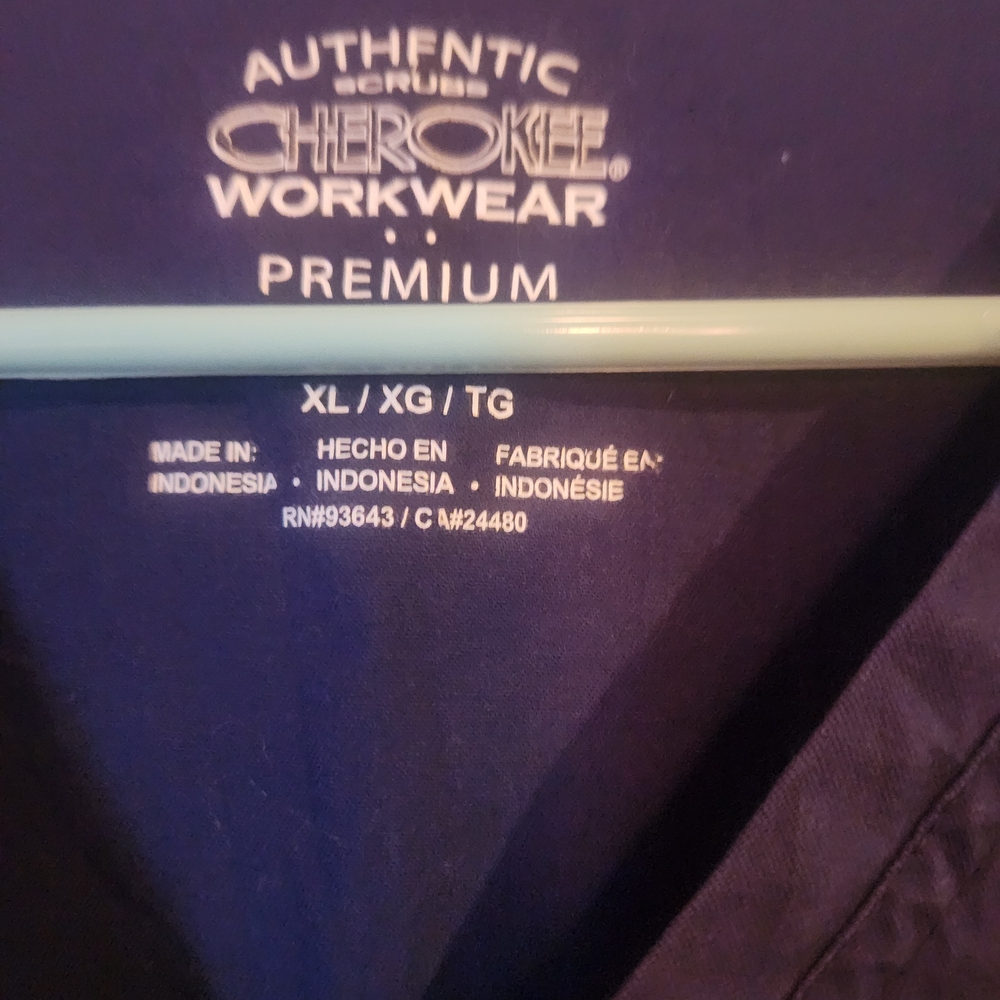 AUTHENTIC
SCRUBS
CHEROKEE®
WORKWEAR
PREMIUM
XL / XG / TG
MADE IN: HECHO EN FABRIQUÉ EN:
INDONESIA • INDONESIA • INDONÉSIE
RN#93643 / CA#24480